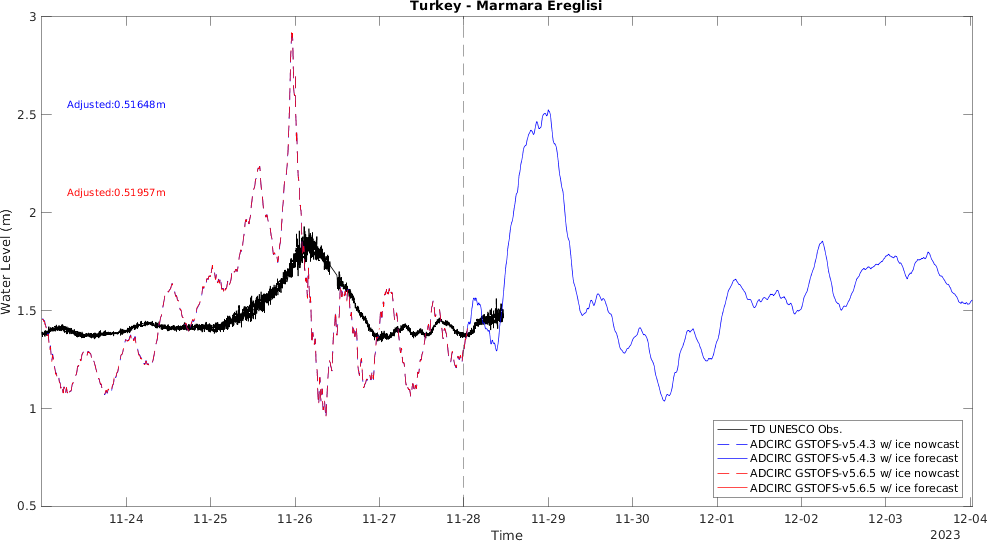 Turkey - Marmara Ereglisi
3
2.5
2
1.5
1
0.5
Water Level (m)
Adjusted:0.51648m
Adjusted:0.51957m
TD UNESCO Obs.
ADCIRC GSTOFS-v5.4.3 w/ ice nowcast
ADCIRC GSTOFS-v5.4.3 w/ ice forecast
ADCIRC GSTOFS-v5.6.5 w/ ice nowcast
ADCIRC GSTOFS-v5.6.5 w/ ice forecast
11-24 11-25 11-26 11-27 11-28 11-29 11-30 12-01 12-02 12-03 12-04
Time
2023